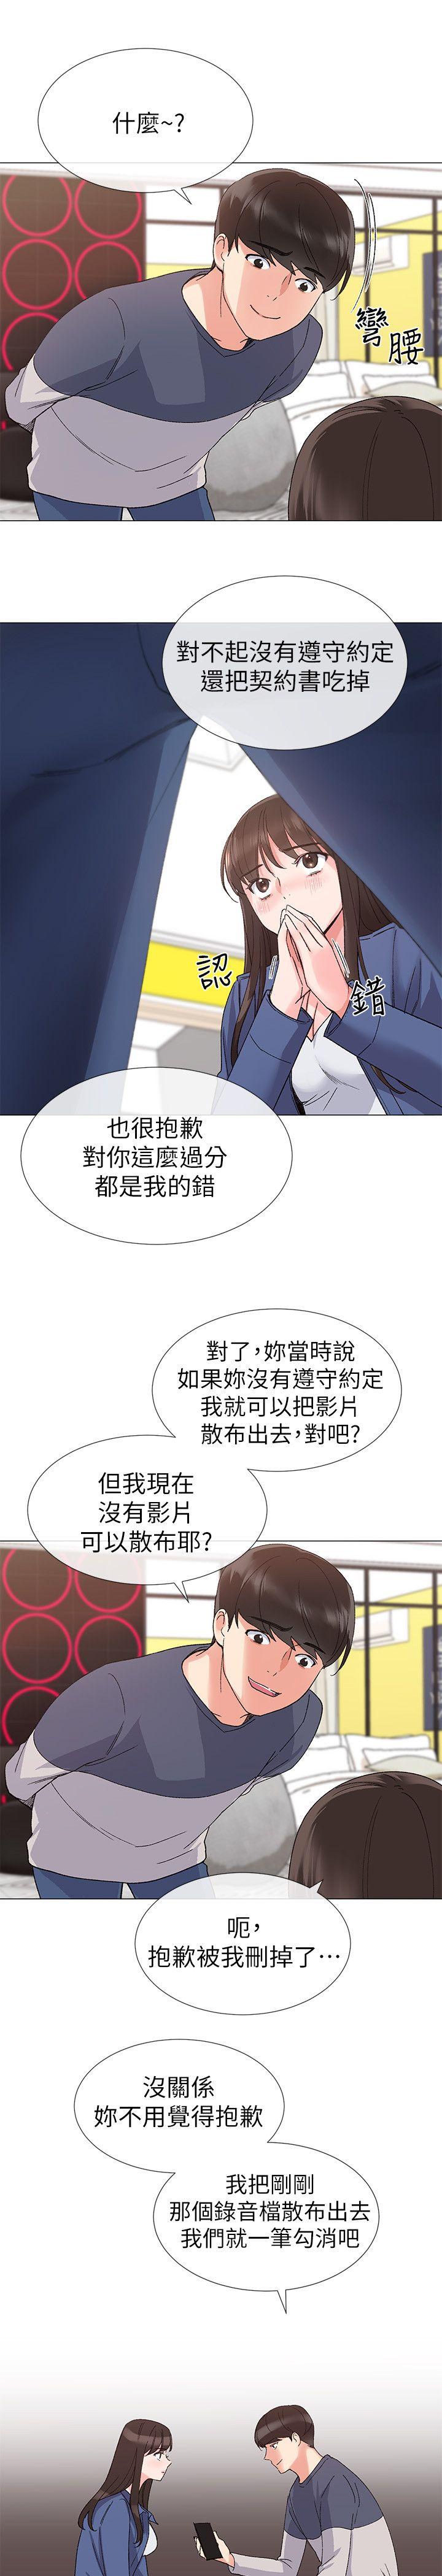 什麼~?
彎腰
對不起沒有遵守約定
還把契約書吃掉
認錯
也很抱歉
對你這麼過分
都是我的錯
對了,妳當時說
如果妳沒有遵守約定
我就可以把影片
散布出去,對吧?
但我現在
沒有影片
可以散布耶?
呃,
抱歉被我刪掉了…
沒關係
妳不用覺得抱歉
我把剛剛
那個錄音檔散布出去
我們就一筆勾消吧